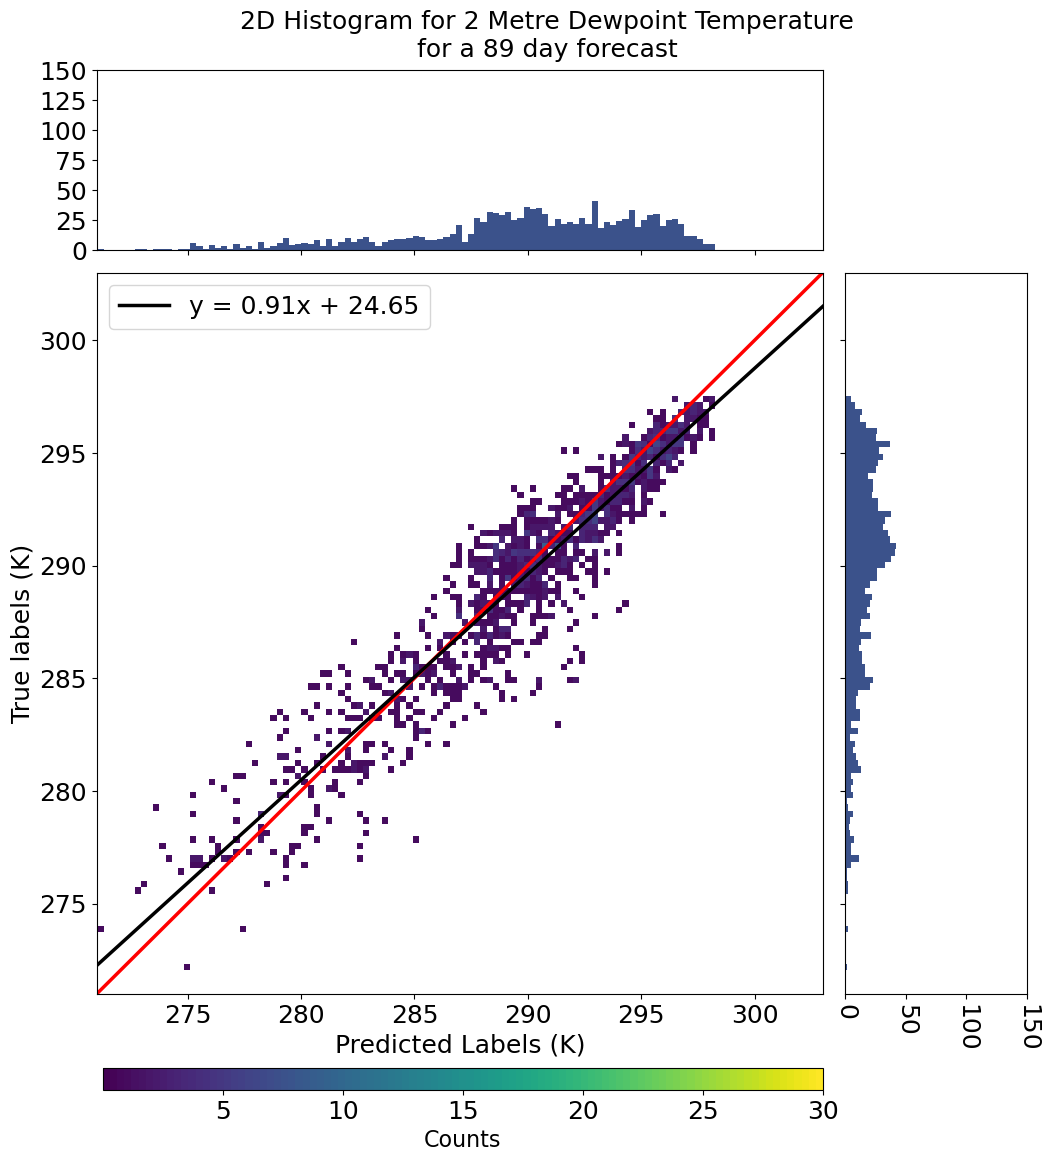 2D Histogram for 2 Metre Dewpoint Temperature
for a 89 day forecast
150
125
100
75
50
25
0
y = 0.91x + 24.65
300
295
290
285
280
275
True labels (K)
275 280 285 290 295 300
Predicted Labels (K)
0 50 100 150
5 10 15 20 25 30
Counts